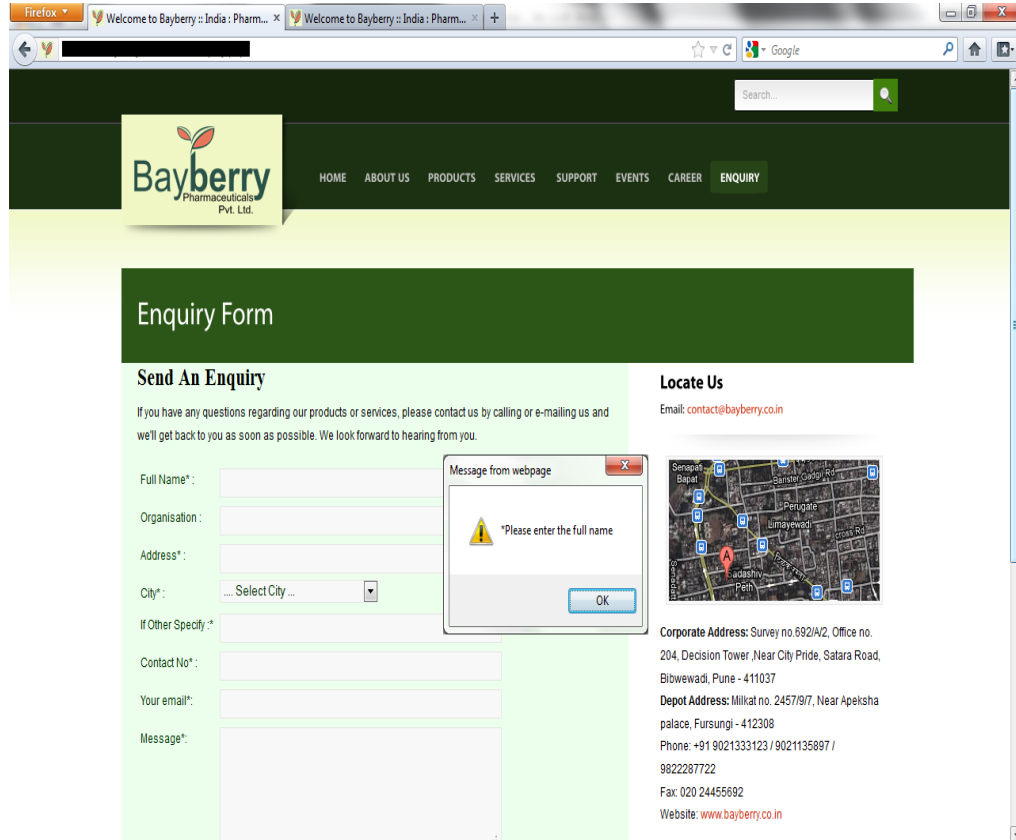 Firefox
Welcome to Bayberry :: India : Pharm... ×
Welcome to Bayberry :: India : Pharm... ×
+
Google
Search...
Bayberry
Pharmaceuticals
Pvt. Ltd.
HOME ABOUT US PRODUCTS SERVICES SUPPORT EVENTS CAREER ENQUIRY
Enquiry Form
Send An Enquiry
If you have any questions regarding our products or services, please contact us by calling or e-mailing us and
we'll get back to you as soon as possible. We look forward to hearing from you.
Full Name* :
Organisation :
Address* :
City* :
.... Select City ...
If Other Specify :*
Contact No* :
Your email*:
Message*:
Message from webpage
X
*Please enter the full name
OK
Locate Us
Email: contact@bayberry.co.in
Senapati
Bapat
Banster Gadgil Rd
Perugate
Limayewadi
cross Rd
A
Sadashiv
Peth
Corporate Address: Survey no.692/A/2, Office no.
204, Decision Tower ,Near City Pride, Satara Road,
Bibwewadi, Pune - 411037
Depot Address: Milkat no. 2457/9/7, Near Apeksha
palace, Fursungi - 412308
Phone: +91 9021333123 / 9021135897 /
9822287722
Fax: 020 24455692
Website: www.bayberry.co.in